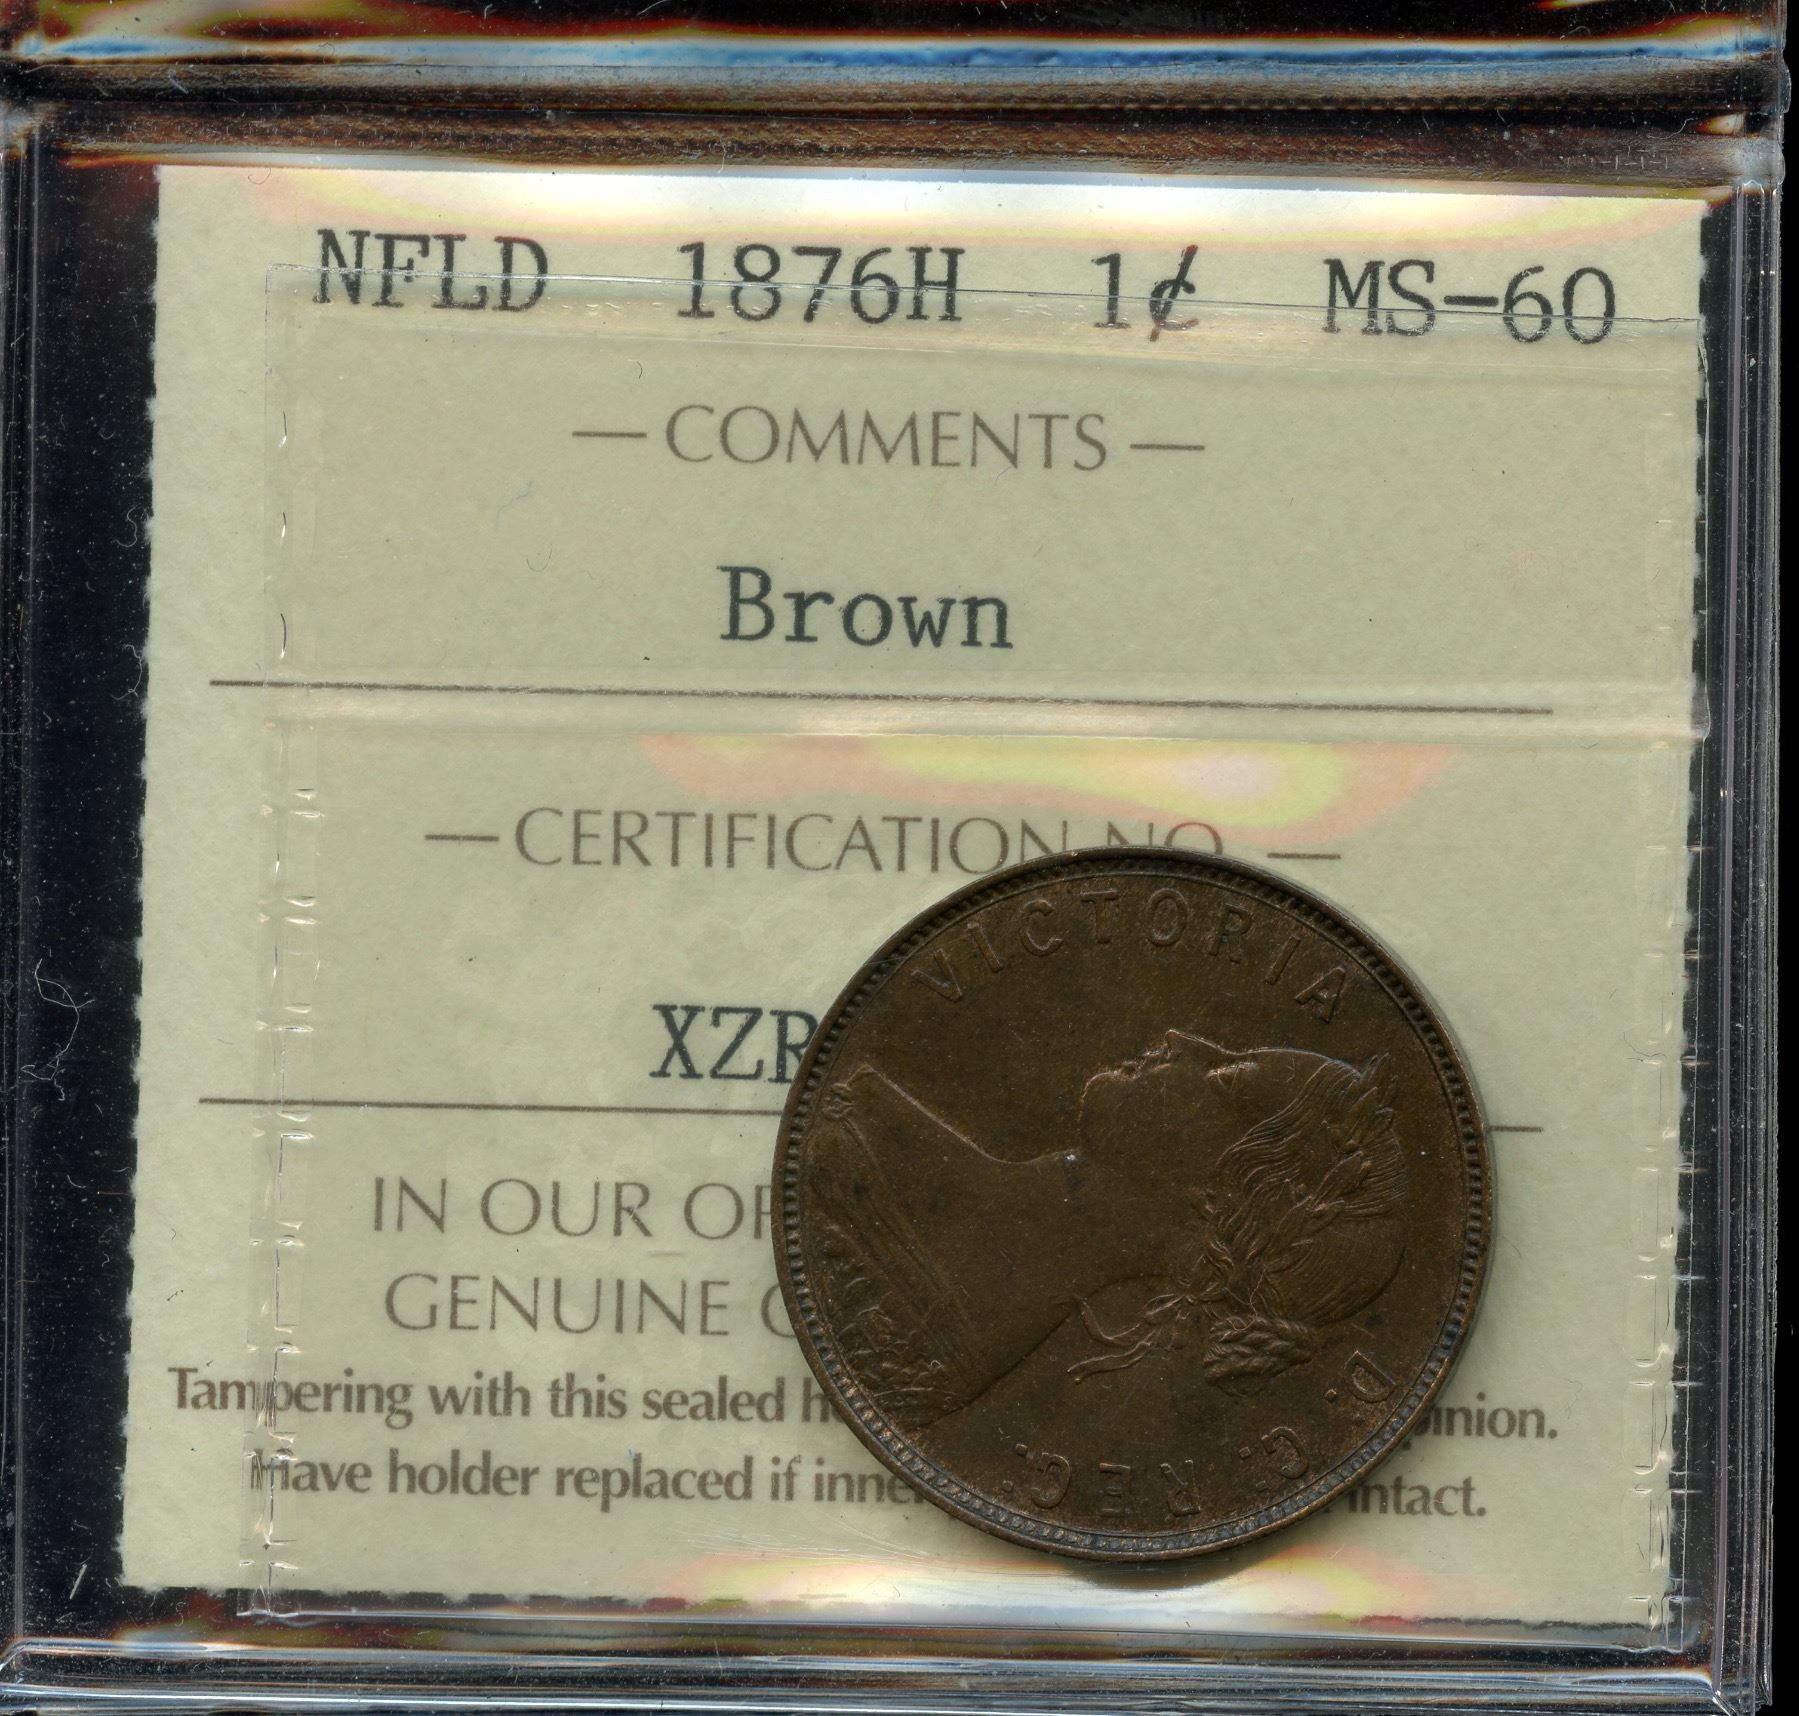 NFLD 1876H 1¢ MS-60
— COMMENTS —
Brown
— CERTIFICATION NO. —
XZR
IN OUR OP
GENUINE C
Tampering with this sealed h
inion.
Have holder replaced if inne
intact.
VICTORIA D. G. REG.